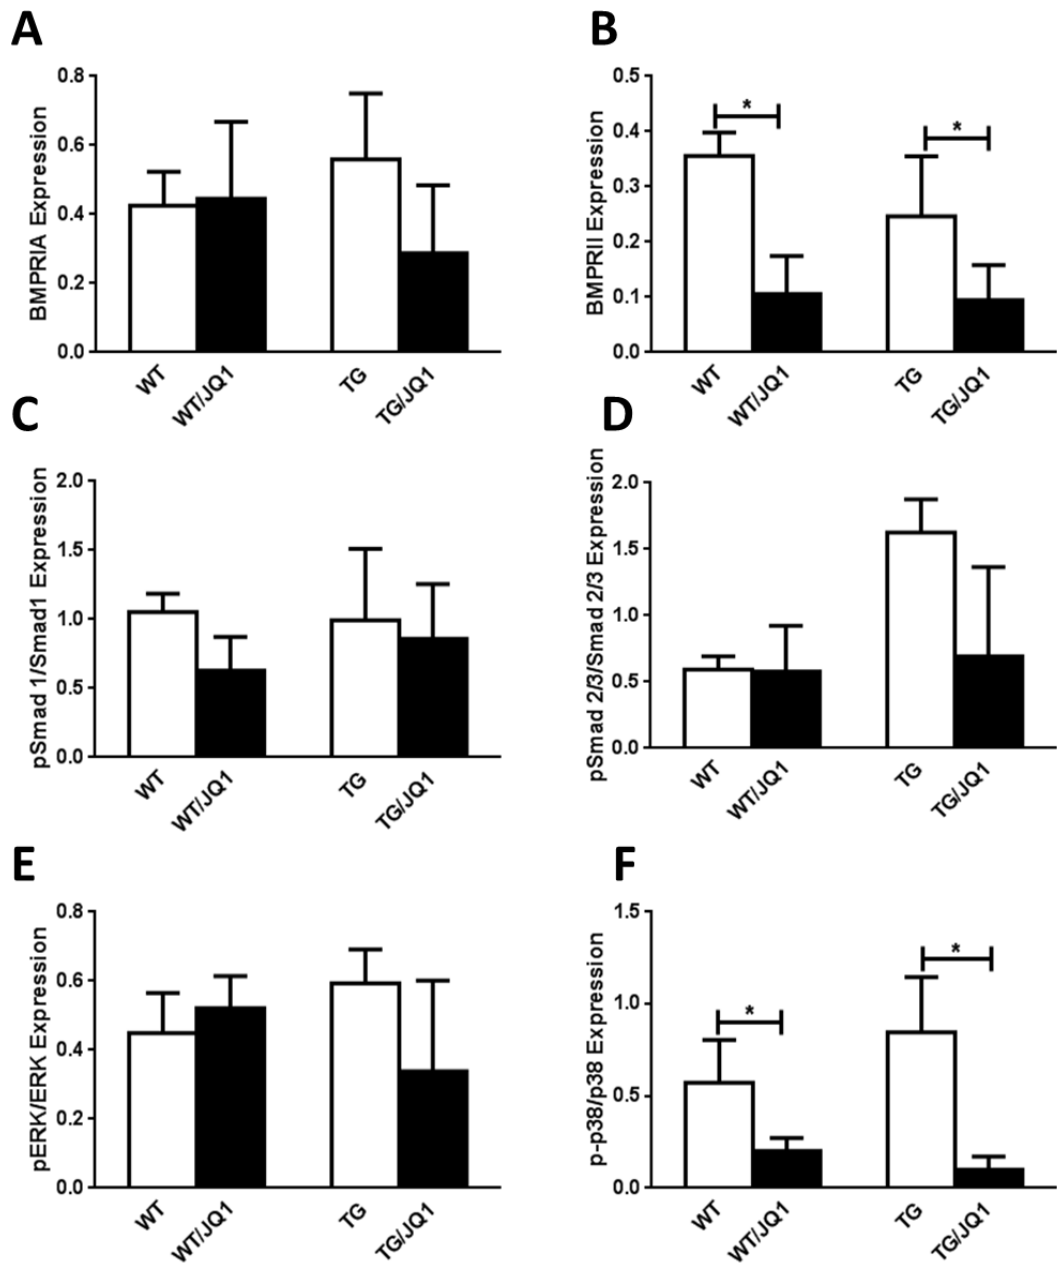 A
BMPRIA Expression
0.8
0.6
0.4
0.2
0.0
WT
WT/JQ1
TG
TG/JQ1
B
BMPRII Expression
0.5
0.4
0.3
0.2
0.1
0.0
*
*
WT
WT/JQ1
TG
TG/JQ1
C
pSmad 1/Smad1 Expression
2.0
1.5
1.0
0.5
0.0
WT
WT/JQ1
TG
TG/JQ1
D
pSmad 2/3/Smad 2/3 Expression
2.0
1.5
1.0
0.5
0.0
WT
WT/JQ1
TG
TG/JQ1
E
pERK/ERK Expression
0.8
0.6
0.4
0.2
0.0
WT
WT/JQ1
TG
TG/JQ1
F
p-p38/p38 Expression
1.5
1.0
0.5
0.0
*
*
WT
WT/JQ1
TG
TG/JQ1